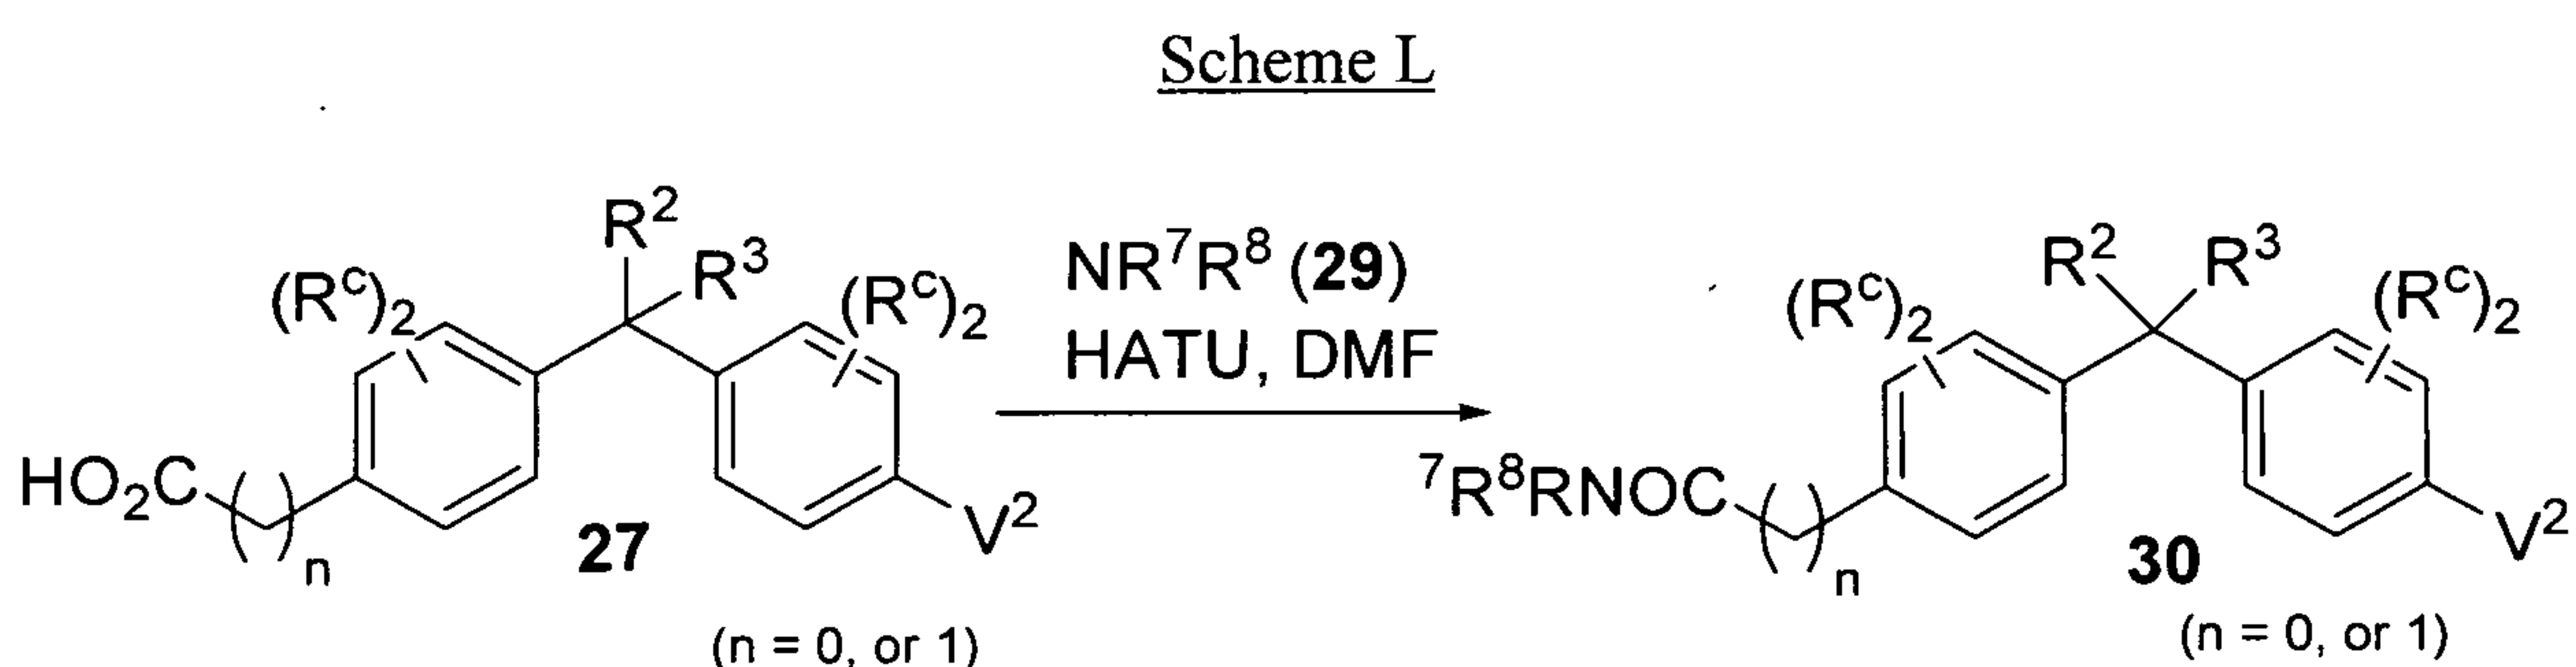 Scheme L
R²
R³
(Rᶜ)₂
(Rᶜ)₂
HO₂C
n
27
V²
(n = 0, or 1)
NR⁷R⁸ (29)
HATU, DMF
R²
R³
(Rᶜ)₂
(Rᶜ)₂
⁷R⁸RNOC
n
30
V²
(n = 0, or 1)